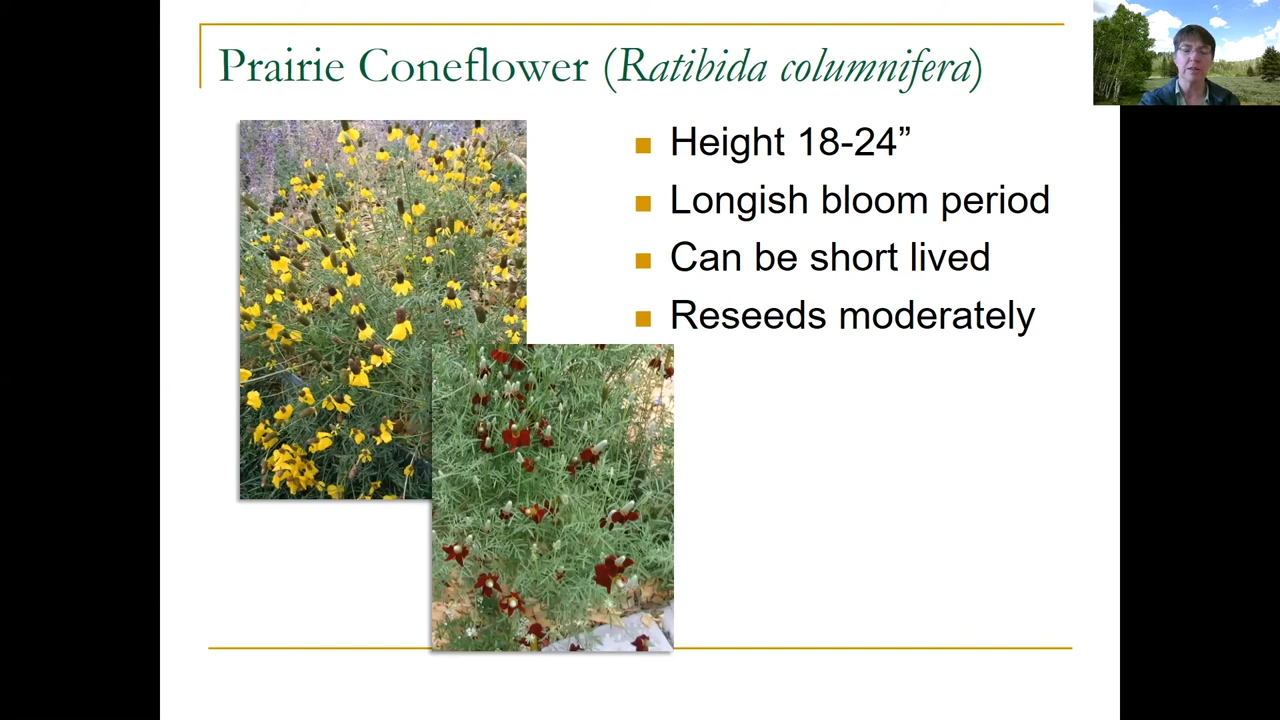 Prairie Coneflower (Ratibida columnifera)
Height 18-24”
Longish bloom period
Can be short lived
Reseeds moderately